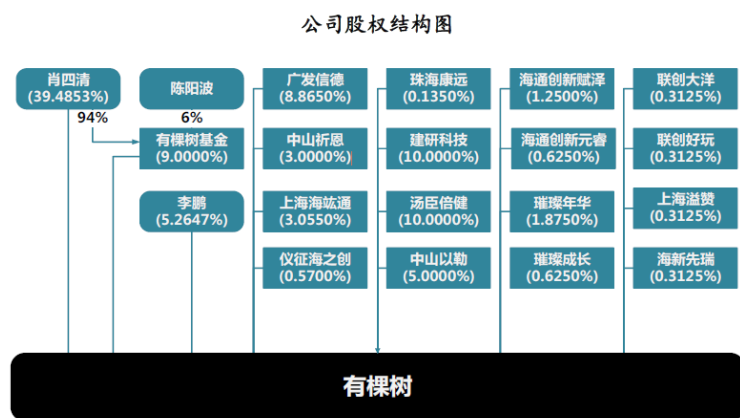 公司股权结构图
肖四清
(39.4853%)
陈阳波
94%
6%
有棵树基金
(9.0000%)
李鹏
(5.2647%)
广发信德
(8.8650%)
中山祈恩
(3.0000%)
上海海竑通
(3.0550%)
仪征海之创
(0.5700%)
珠海康远
(0.1350%)
建研科技
(10.0000%)
汤臣倍健
(10.0000%)
中山以勒
(5.0000%)
海通创新赋泽
(1.2500%)
海通创新元睿
(0.6250%)
璀璨年华
(1.8750%)
璀璨成长
(0.6250%)
联创大洋
(0.3125%)
联创好玩
(0.3125%)
上海溢赞
(0.3125%)
海新先瑞
(0.3125%)
有棵树